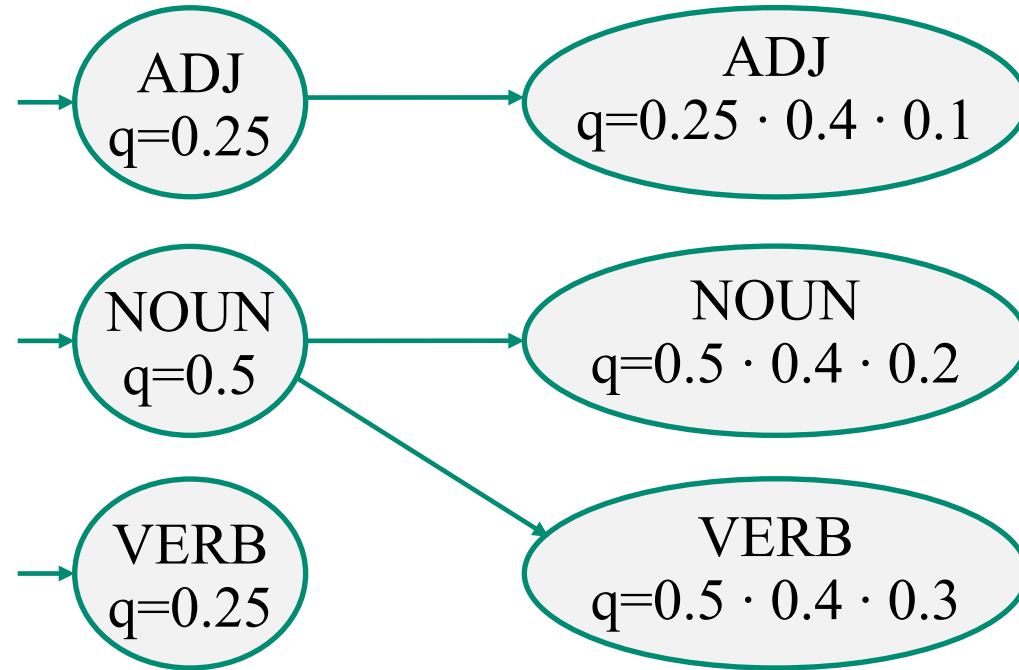 ADJ
q=0.25
ADJ
q=0.25 · 0.4 · 0.1
NOUN
q=0.5
NOUN
q=0.5 · 0.4 · 0.2
VERB
q=0.25
VERB
q=0.5 · 0.4 · 0.3